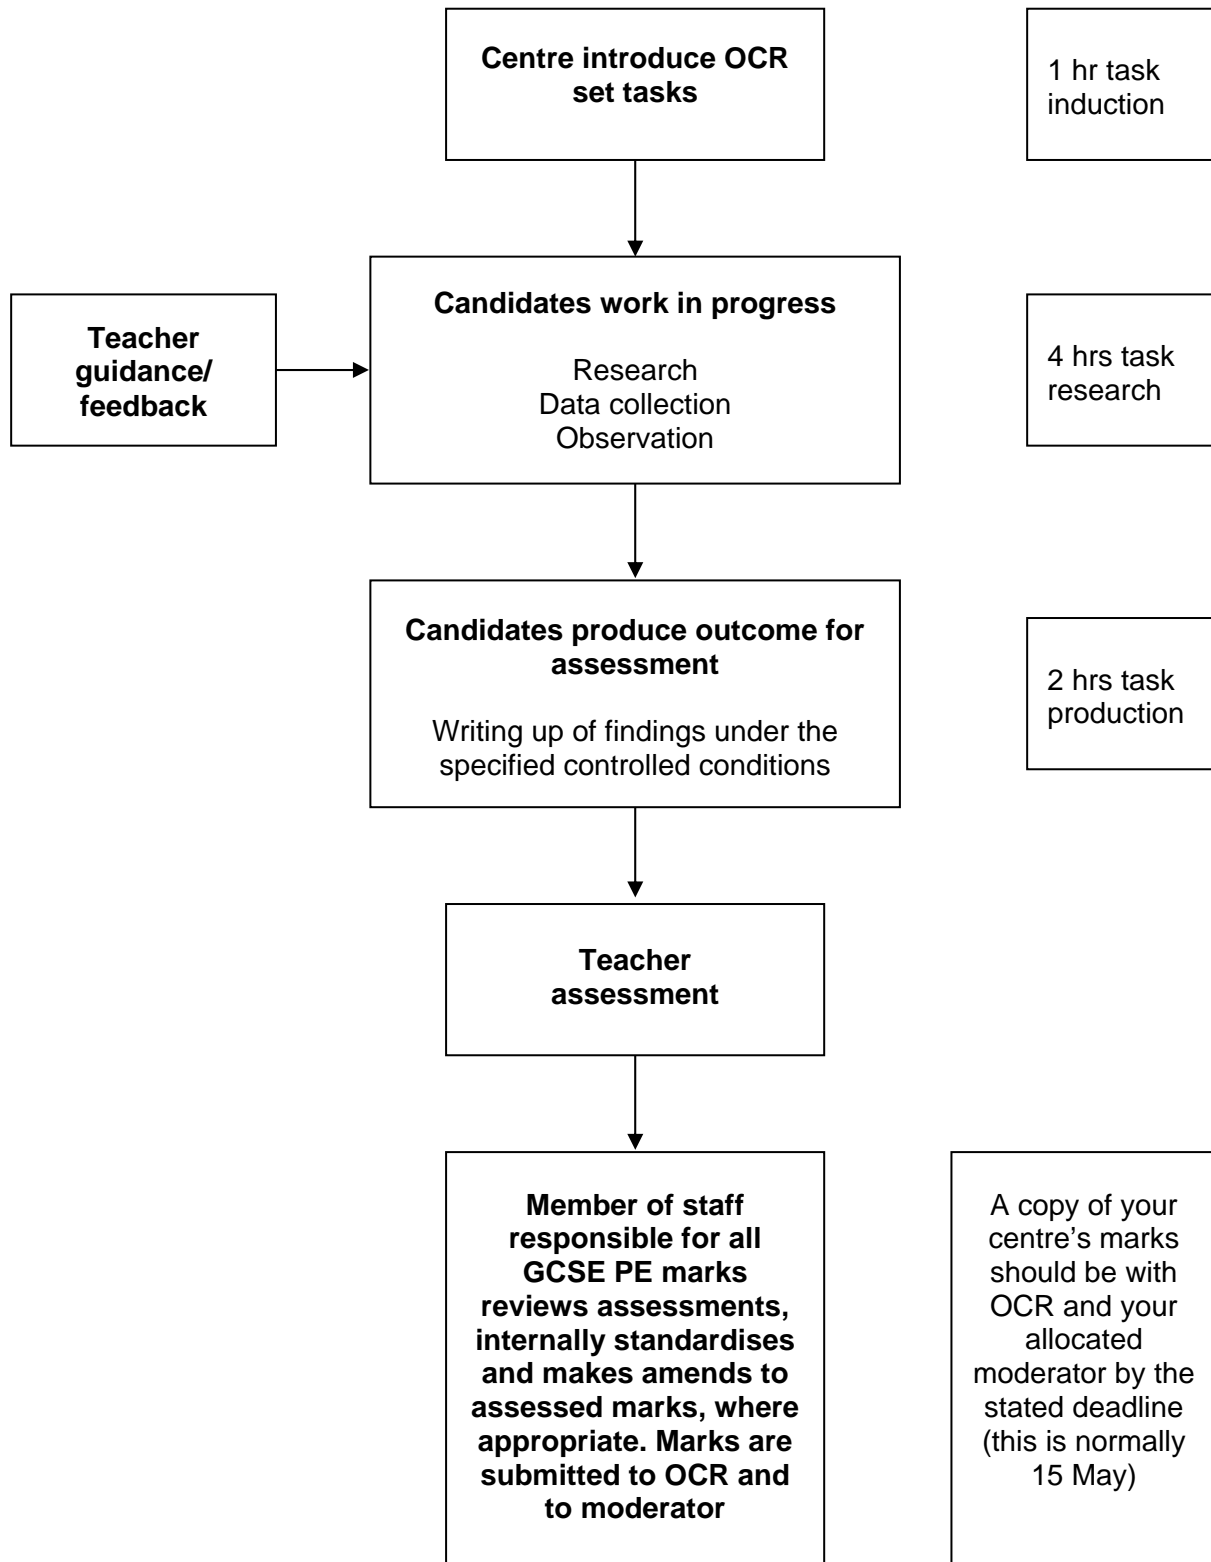 Centre introduce OCR
set tasks
1 hr task
induction
Teacher
guidance/
feedback
Candidates work in progress
Research
Data collection
Observation
4 hrs task
research
Candidates produce outcome for
assessment
Writing up of findings under the
specified controlled conditions
2 hrs task
production
Teacher
assessment
Member of staff
responsible for all
GCSE PE marks
reviews assessments,
internally standardises
and makes amends to
assessed marks, where
appropriate. Marks are
submitted to OCR and
to moderator
A copy of your
centre’s marks
should be with
OCR and your
allocated
moderator by the
stated deadline
(this is normally
15 May)